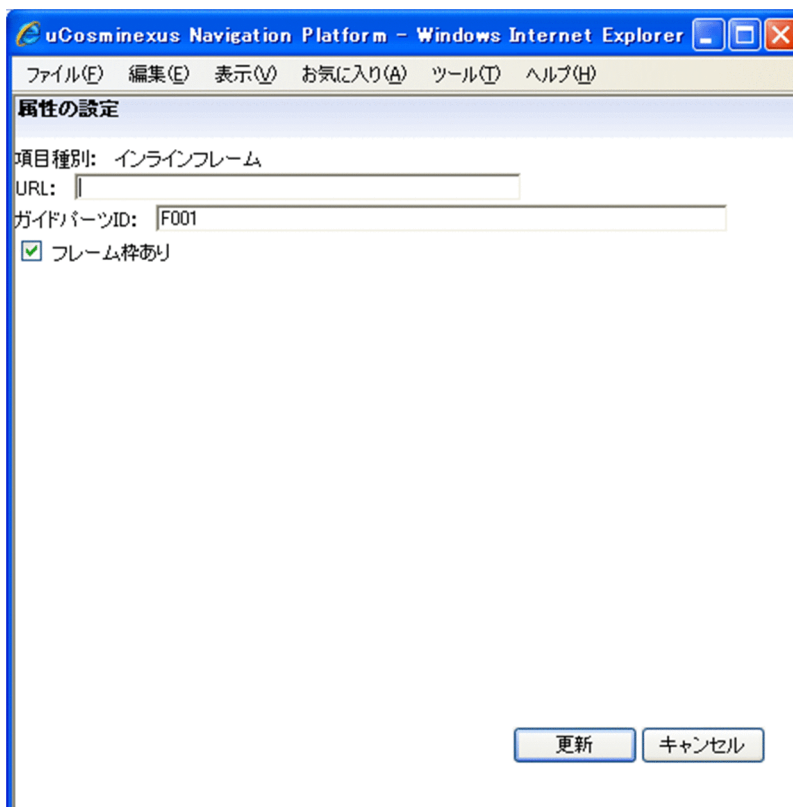 uCosminexus Navigation Platform - Windows Internet Explorer
ファイル(F) 編集(E) 表示(V) お気に入り(A) ツール(T) ヘルプ(H)
属性の設定
項目種別: インラインフレーム
URL:
ガイドパーツID: F001
フレーム枠あり
更新 キャンセル